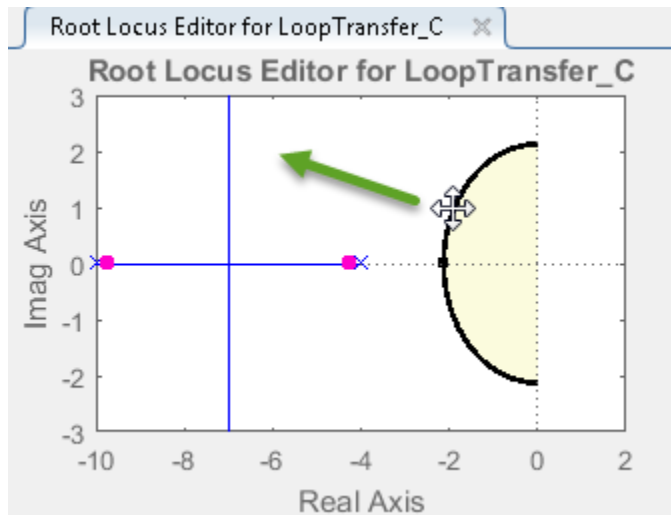 Root Locus Editor for LoopTransfer_C
Root Locus Editor for LoopTransfer_C
3
2
1
0
-1
-2
-3
Imag Axis
-10 -8 -6 -4 -2 0 2
Real Axis